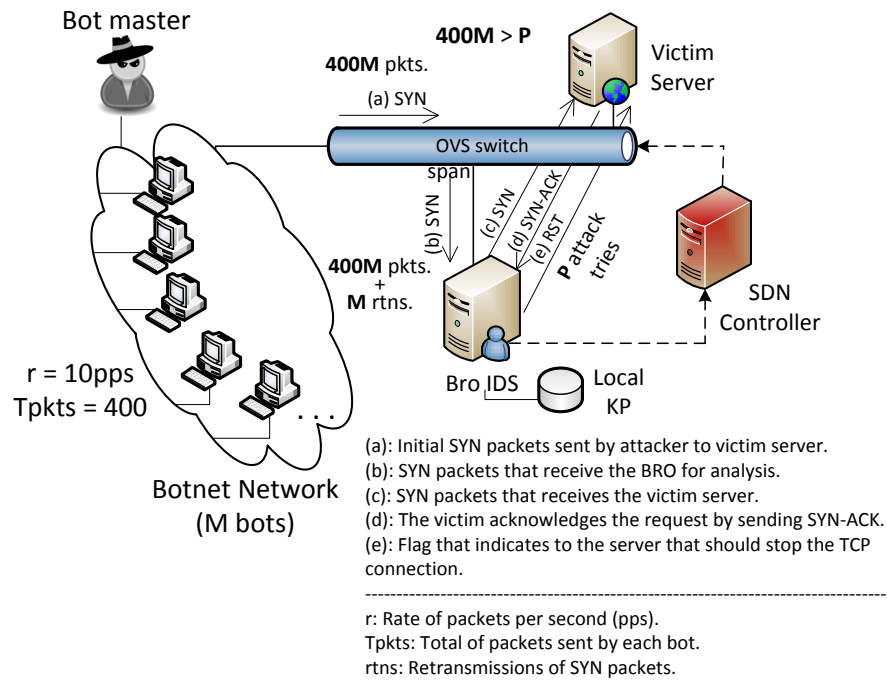 Bot master
400M > P
400M pkts.
(a) SYN
Victim
Server
OVS switch
span
(b) SYN
(c) SYN
(d) SYN-ACK
(e) RST
P attack
tries
400M pkts.
+
M rtns.
SDN
Controller
r = 10pps
Tpkts = 400
. . .
Bro IDS
Local
KP
Botnet Network
(M bots)
(a): Initial SYN packets sent by attacker to victim server.
(b): SYN packets that receive the BRO for analysis.
(c): SYN packets that receives the victim server.
(d): The victim acknowledges the request by sending SYN-ACK.
(e): Flag that indicates to the server that should stop the TCP
connection.
--------------------------------------------------------------------------------
r: Rate of packets per second (pps).
Tpkts: Total of packets sent by each bot.
rtns: Retransmissions of SYN packets.